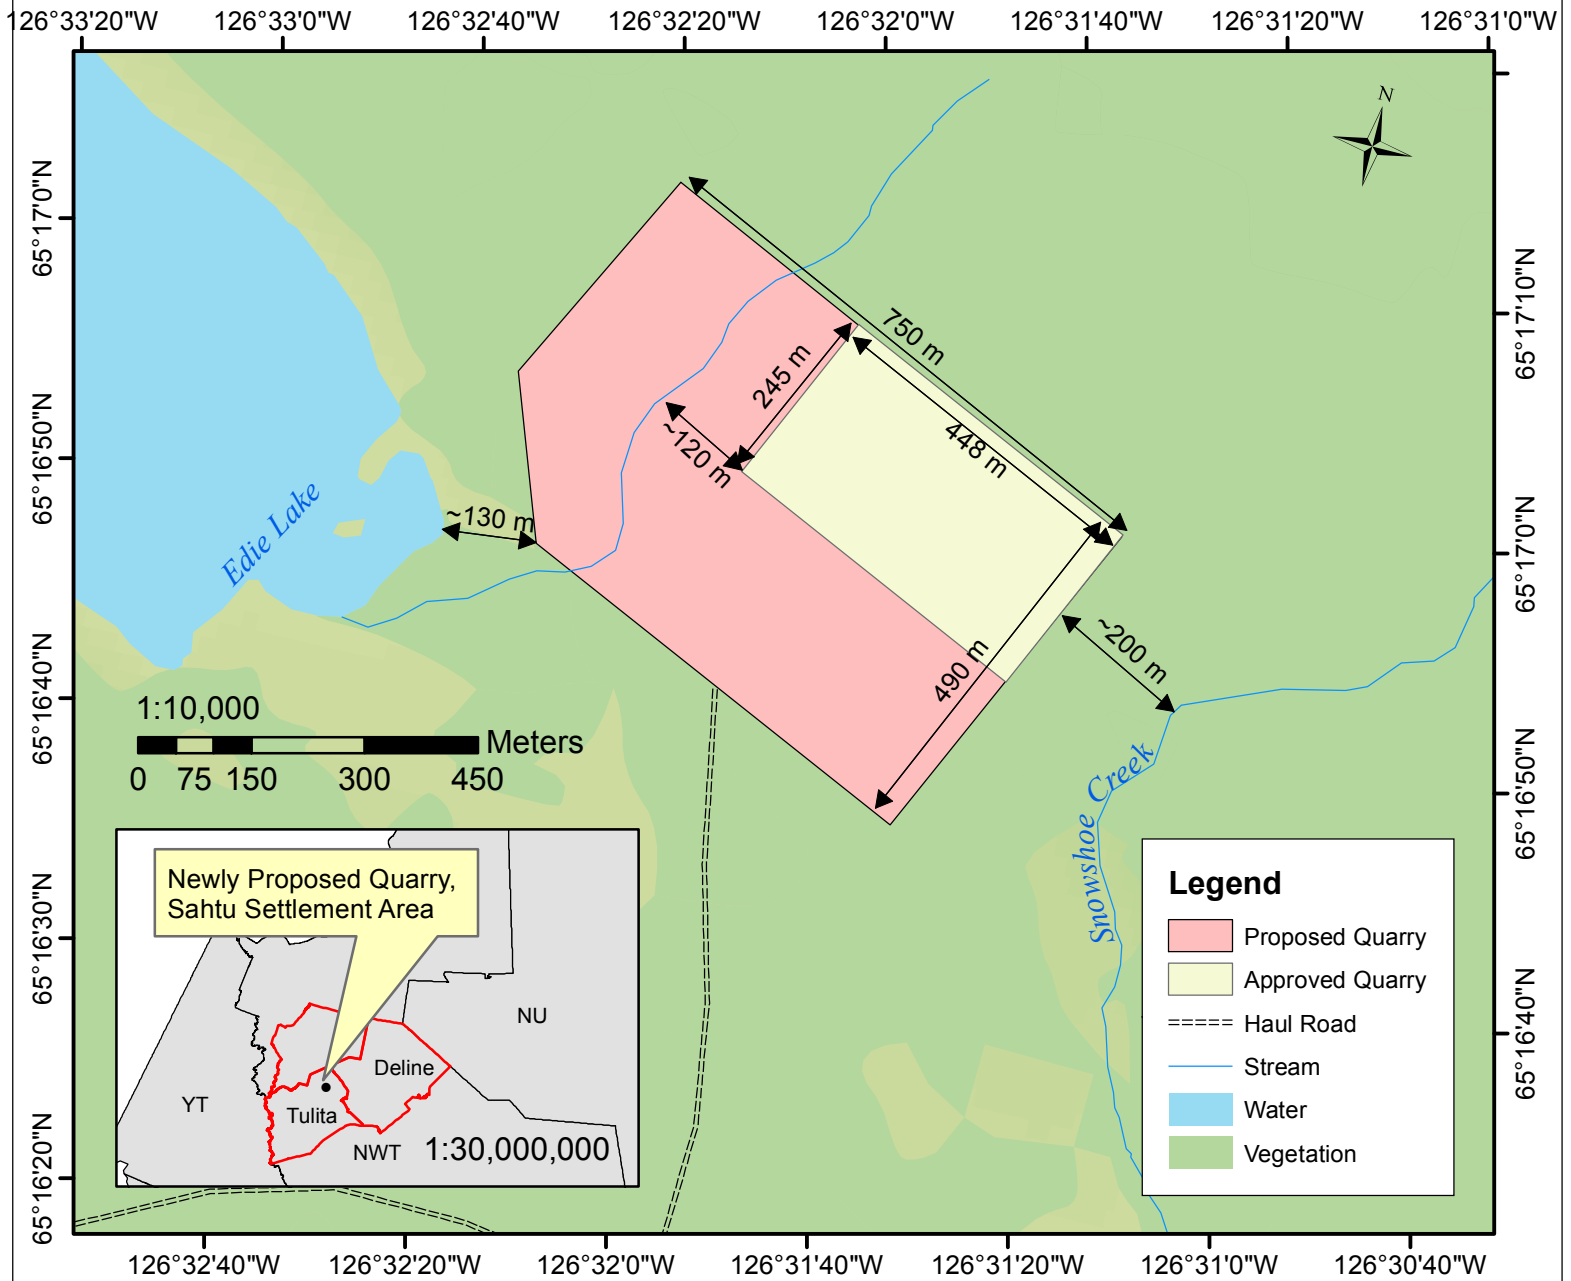 126°33'20"W 126°33'0"W 126°32'40"W 126°32'20"W 126°32'0"W 126°31'40"W 126°31'20"W 126°31'0"W
N
65°17'0"N
65°16'50"N
65°16'40"N
65°16'30"N
65°16'20"N
65°17'10"N
65°17'0"N
65°16'50"N
65°16'40"N
750 m
245 m
448 m
~120 m
~130 m
490 m
~200 m
Edie Lake
Snowshoe Creek
1:10,000
Meters
0 75 150 300 450
Newly Proposed Quarry,
Sahtu Settlement Area
NU
Deline
YT
Tulita
NWT
1:30,000,000
Legend
Proposed Quarry
Approved Quarry
Haul Road
Stream
Water
Vegetation
126°32'40"W 126°32'20"W 126°32'0"W 126°31'40"W 126°31'20"W 126°31'0"W 126°30'40"W